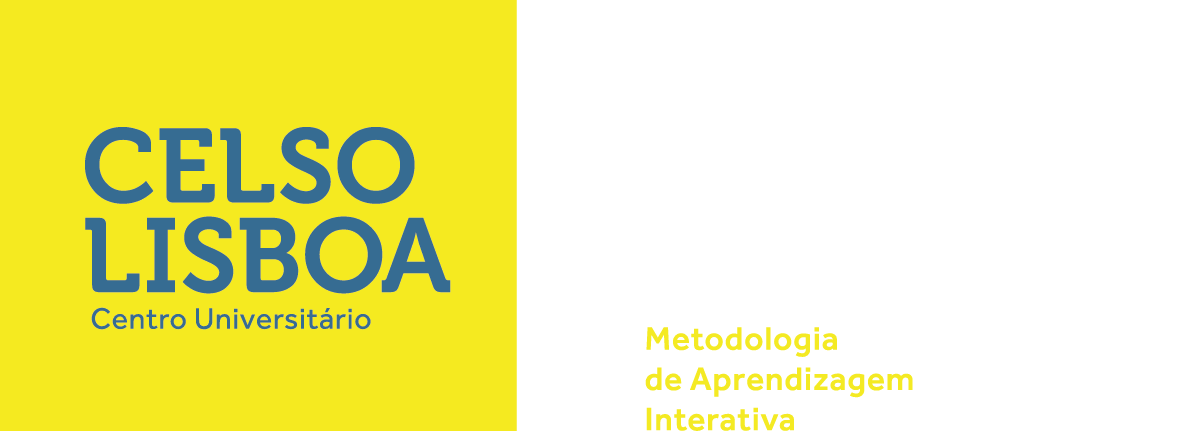 CELSO
LISBOA
Centro Universitário
Metodologia
de Aprendizagem
Interativa